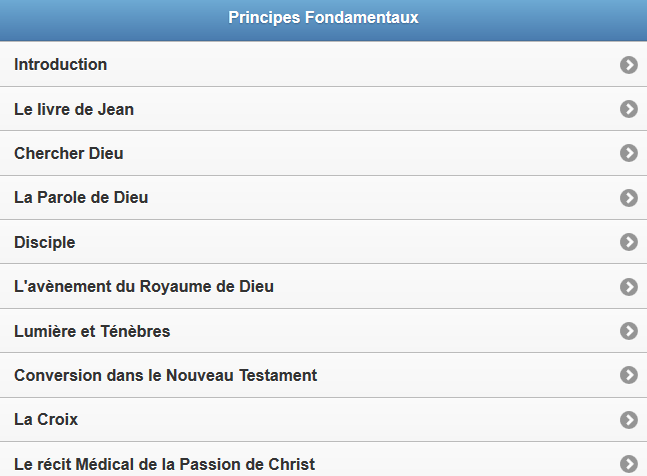 Principes Fondamentaux
Introduction
Le livre de Jean
Chercher Dieu
La Parole de Dieu
Disciple
L'avènement du Royaume de Dieu
Lumière et Ténèbres
Conversion dans le Nouveau Testament
La Croix
Le récit Médical de la Passion de Christ